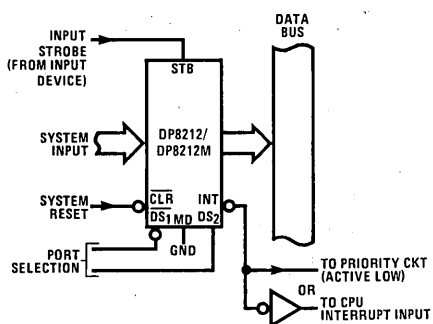 INPUT
STROBE
(FROM INPUT
DEVICE)
DATA
BUS
STB
SYSTEM
INPUT
DP8212/
DP8212M
SYSTEM
RESET
CLR
INT
DS1 MD DS2
PORT
SELECTION
GND
TO PRIORITY CKT
(ACTIVE LOW)
OR
TO CPU
INTERRUPT INPUT